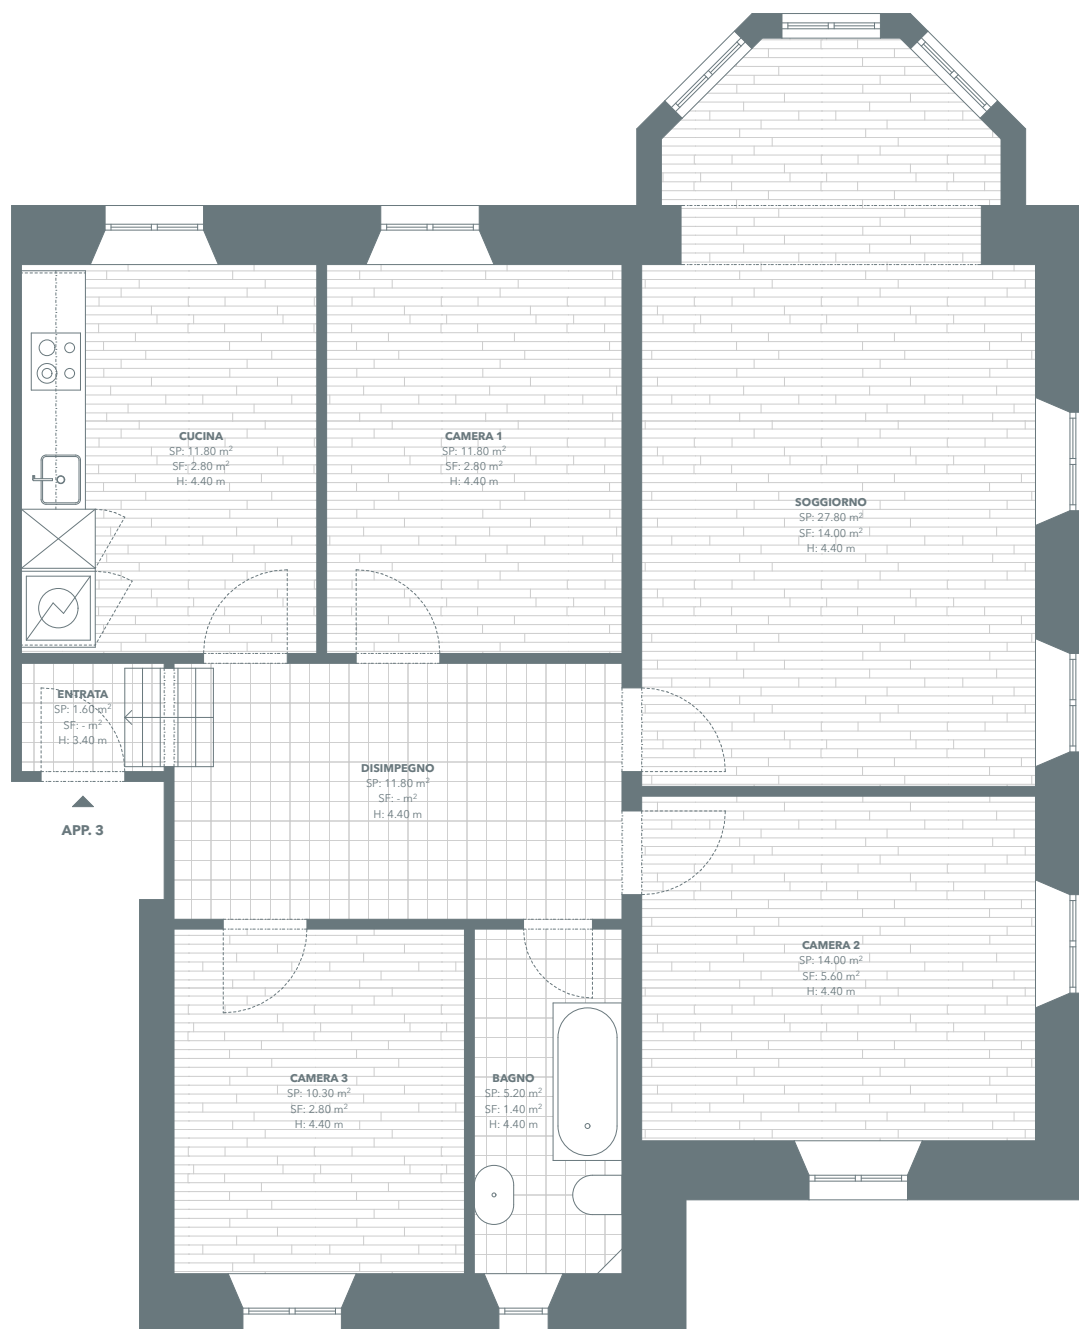 CUCINA
SP: 11.80 m²
SF: 2.80 m²
H: 4.40 m
CAMERA 1
SP: 11.80 m²
SF: 2.80 m²
H: 4.40 m
SOGGIORNO
SP: 27.80 m²
SF: 14.00 m²
H: 4.40 m
ENTRATA
SP: 1.60 m²
SF: - m²
H: 3.40 m
DISIMPEGNO
SP: 11.80 m²
SF: - m²
H: 4.40 m
APP. 3
CAMERA 2
SP: 14.00 m²
SF: 5.60 m²
H: 4.40 m
CAMERA 3
SP: 10.30 m²
SF: 2.80 m²
H: 4.40 m
BAGNO
SP: 5.20 m²
SF: 1.40 m²
H: 4.40 m